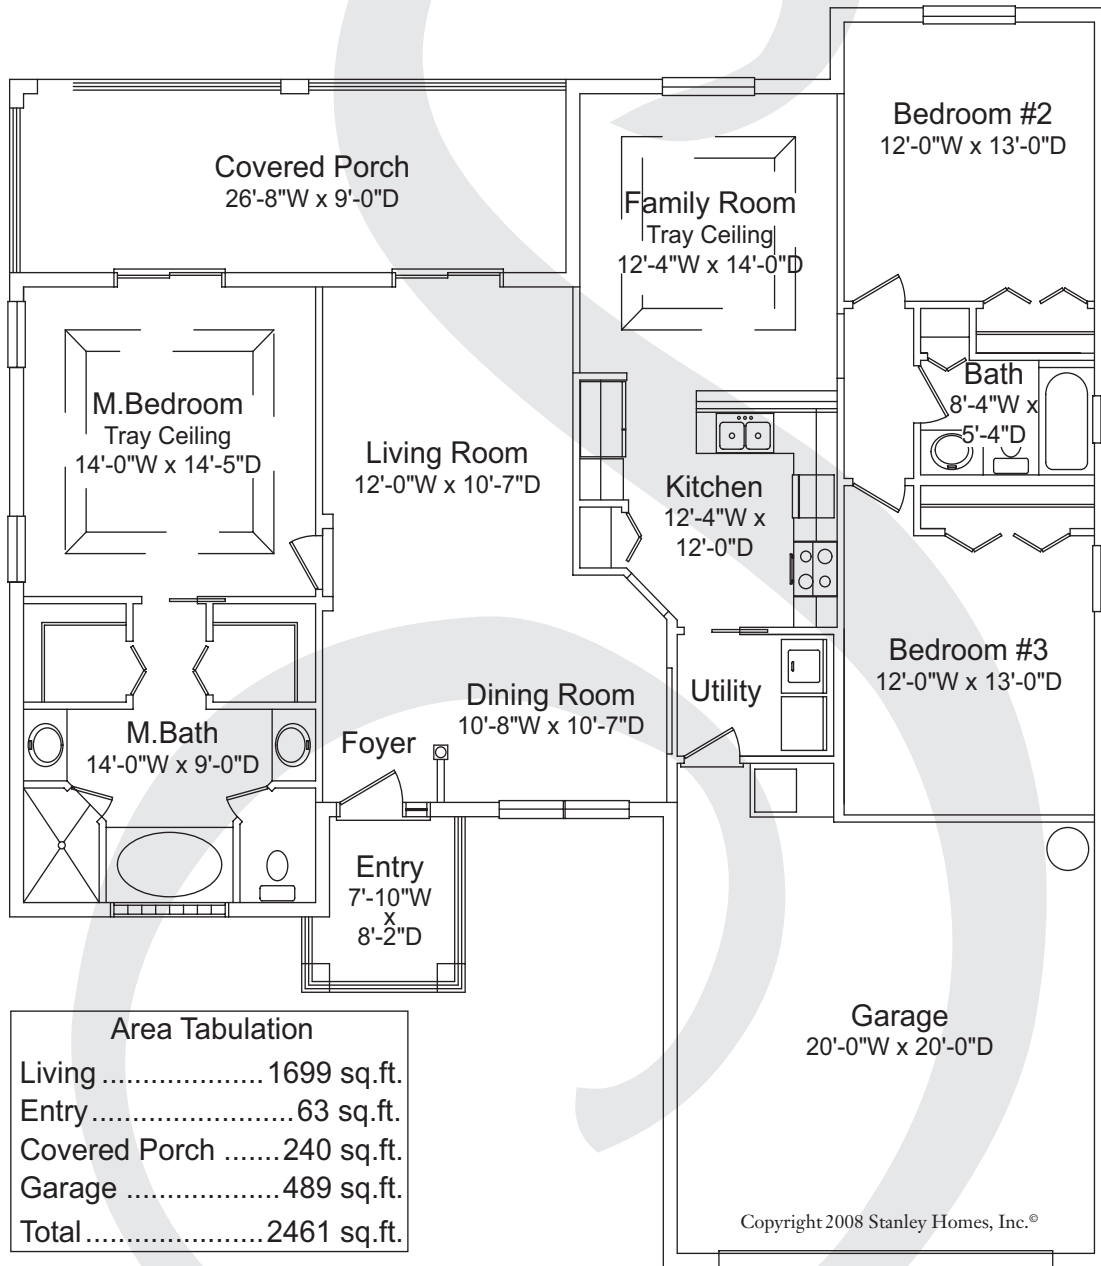 Bedroom #2
12'-0"W x 13'-0"D
Covered Porch
26'-8"W x 9'-0"D
Family Room
Tray Ceiling
12'-4"W x 14'-0"D
Bath
8'-4"W x
5'-4"D
M.Bedroom
Tray Ceiling
14'-0"W x 14'-5"D
Living Room
12'-0"W x 10'-7"D
Kitchen
12'-4"W x
12'-0"D
Bedroom #3
12'-0"W x 13'-0"D
Dining Room
10'-8"W x 10'-7"D
Utility
M.Bath
14'-0"W x 9'-0"D
Foyer
Entry
7'-10"W
x
8'-2"D
Garage
20'-0"W x 20'-0"D
Area Tabulation
Living ....................1699 sq.ft.
Entry.........................63 sq.ft.
Covered Porch .......240 sq.ft.
Garage ...................489 sq.ft.
Total ......................2461 sq.ft.
Copyright 2008 Stanley Homes, Inc.©